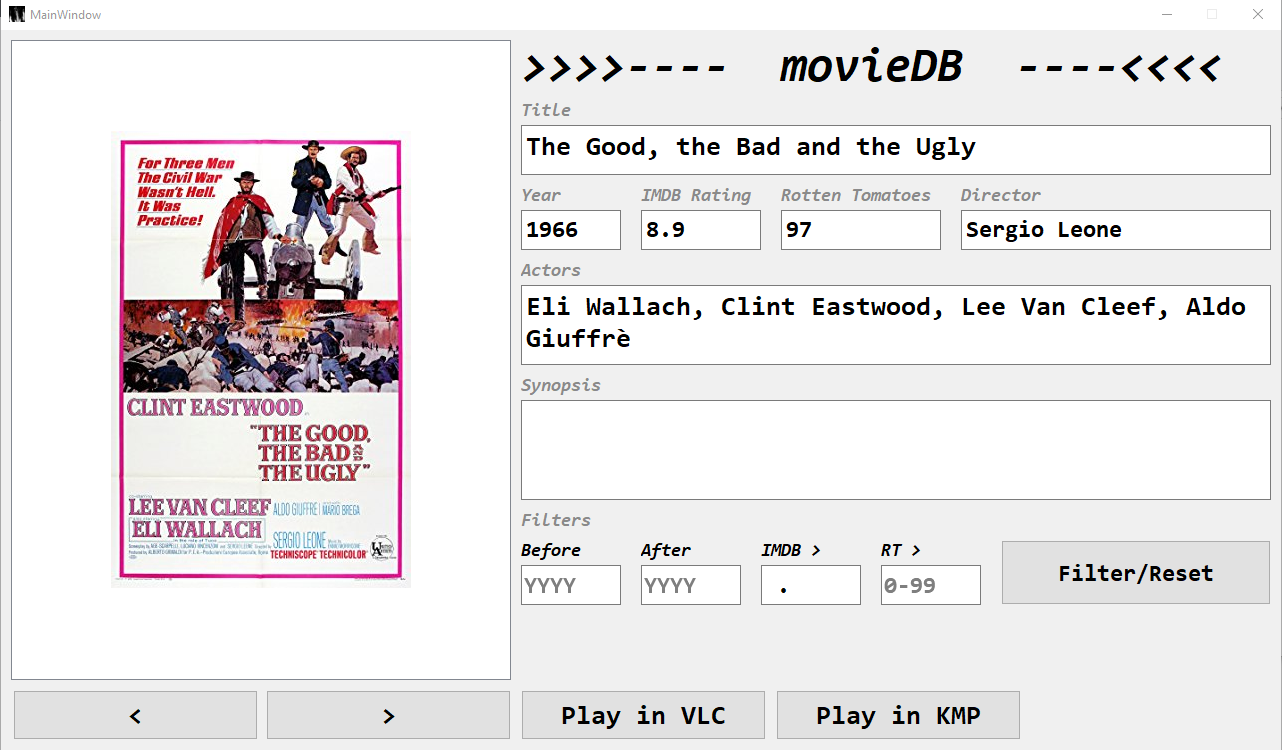 MainWindow
>>>>---- movieDB ----<<<<
Title
The Good, the Bad and the Ugly
Year IMDB Rating Rotten Tomatoes Director
1966 8.9 97 Sergio Leone
Actors
Eli Wallach, Clint Eastwood, Lee Van Cleef, Aldo
Giuffrè
Synopsis
Filters
Before After IMDB > RT >
YYYY YYYY . 0-99 Filter/Reset
< > Play in VLC Play in KMP
For Three Men
The Civil War
Wasn't Hell.
It Was
Practice!
CLINT EASTWOOD
"THE GOOD,
THE BAD AND
THE UGLY"
LEE VAN CLEEF
ALDO GIUFFRE MARIO BREGA
ELI WALLACH
SERGIO LEONE
TECHNISCOPE TECHNICOLOR